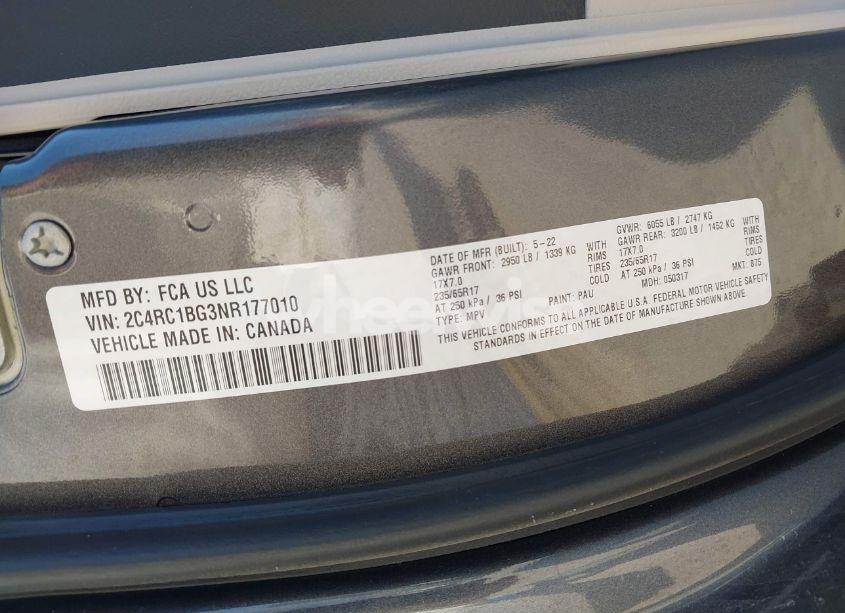 MFD BY: FCA US LLC
VIN: 2C4RC1BG3NR177010
VEHICLE MADE IN: CANADA
DATE OF MFR (BUILT): 5-22
GAWR FRONT: 2950 LB / 1339 KG WITH
17X7.0 RIMS
235/65R17 TIRES
AT 250 kPa / 36 PSI COLD
TYPE: MPV PAINT: PAU
GVWR: 6055 LB / 2747 KG
GAWR REAR: 3200 LB / 1452 KG WITH
17X7.0 RIMS
235/65R17 TIRES
AT 250 kPa / 36 PSI COLD
MDH: 050317 MKT: 875
THIS VEHICLE CONFORMS TO ALL APPLICABLE U.S.A. FEDERAL MOTOR VEHICLE SAFETY
STANDARDS IN EFFECT ON THE DATE OF MANUFACTURE SHOWN ABOVE.